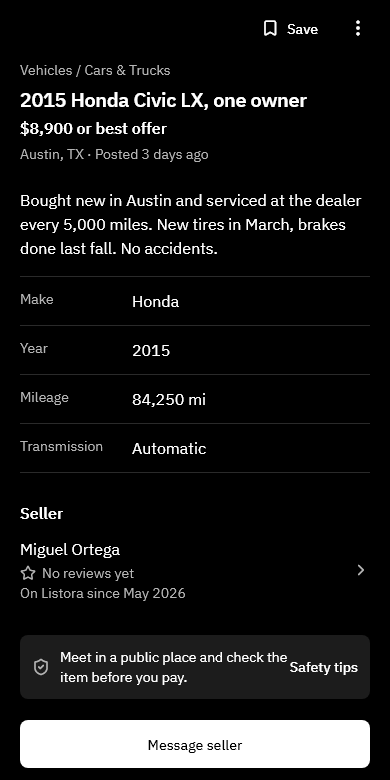 Save
Vehicles / Cars & Trucks
2015 Honda Civic LX, one owner
$8,900 or best offer
Austin, TX · Posted 3 days ago
Bought new in Austin and serviced at the dealer
every 5,000 miles. New tires in March, brakes
done last fall. No accidents.
Make Honda
Year 2015
Mileage 84,250 mi
Transmission Automatic
Seller
Miguel Ortega
No reviews yet
On Listora since May 2026
Meet in a public place and check the
item before you pay.
Safety tips
Message seller